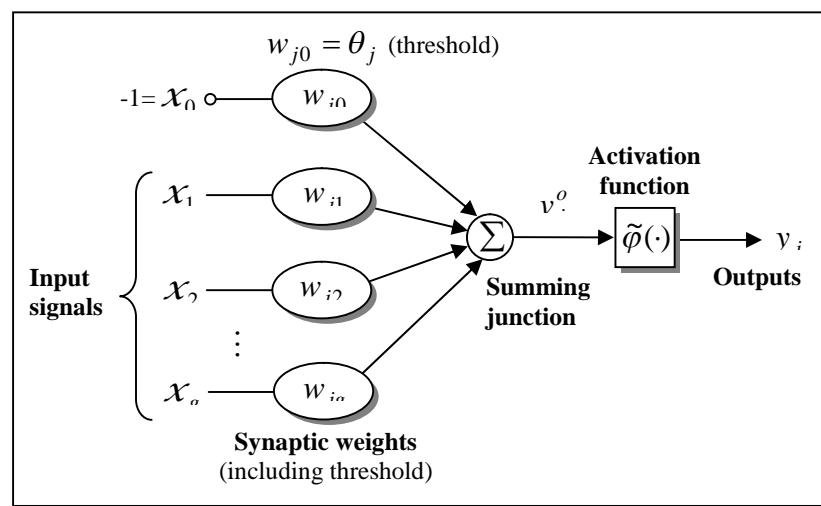 w_{j0} = θ_j (threshold)
-1= x_0
w_{j0}
x_1
w_{j1}
Activation
function
v^o
Σ
φ̃(·)
y_j
Input
signals
x_2
w_{j2}
Summing
junction
Outputs
⋮
x_q
w_{jq}
Synaptic weights
(including threshold)